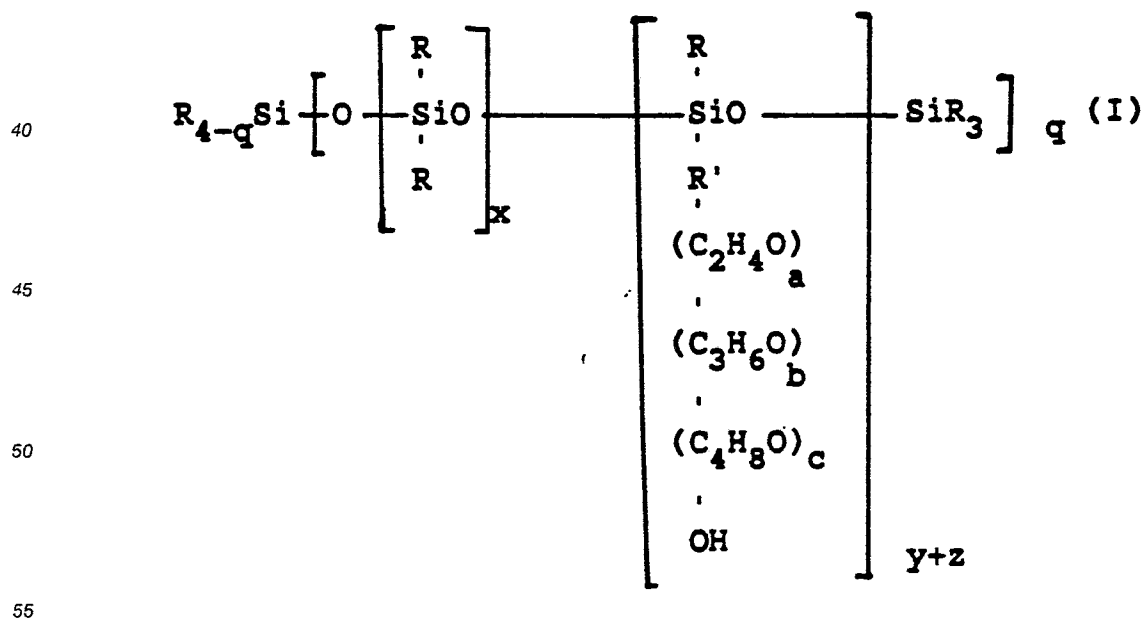 R R
40 R4-qSi [ O [ SiO ] [ SiO ] SiR3 ] q (I)
R R'
x
(C2H4O)a
45
(C3H6O)b
50 (C4H8O)c
OH
y+z
55